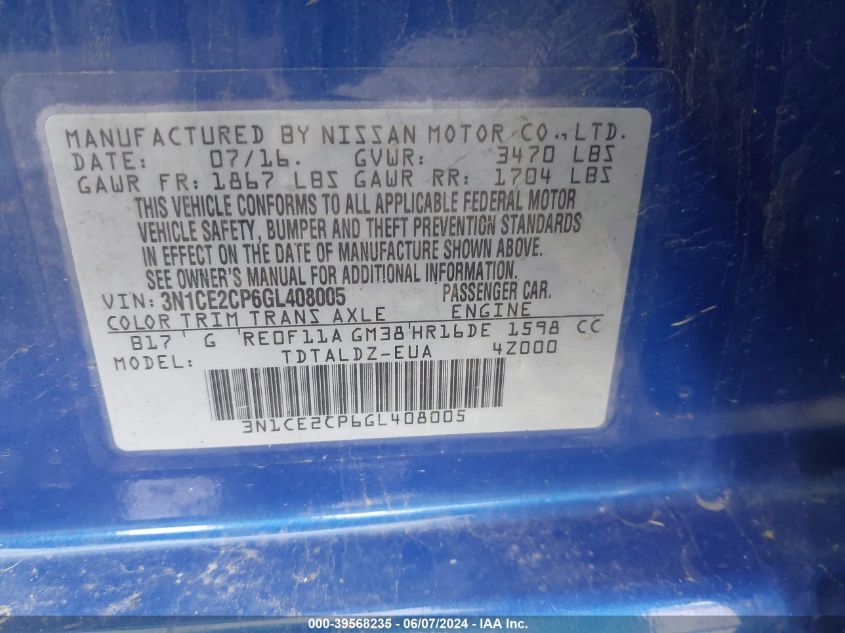 MANUFACTURED BY NISSAN MOTOR CO., LTD.
DATE: 07/16. GVWR: 3470 LBS
GAWR FR: 1867 LBS GAWR RR: 1704 LBS
THIS VEHICLE CONFORMS TO ALL APPLICABLE FEDERAL MOTOR
VEHICLE SAFETY, BUMPER AND THEFT PREVENTION STANDARDS
IN EFFECT ON THE DATE OF MANUFACTURE SHOWN ABOVE.
SEE OWNER'S MANUAL FOR ADDITIONAL INFORMATION.
VIN: 3N1CE2CP6GL408005 PASSENGER CAR.
COLOR TRIM TRANS AXLE ENGINE
B17 G RE0F11A GM38 HR16DE 1598 CC
MODEL: TDTALDZ-EUA 4Z000
3N1CE2CP6GL408005
000-39568235 - 06/07/2024 - IAA Inc.